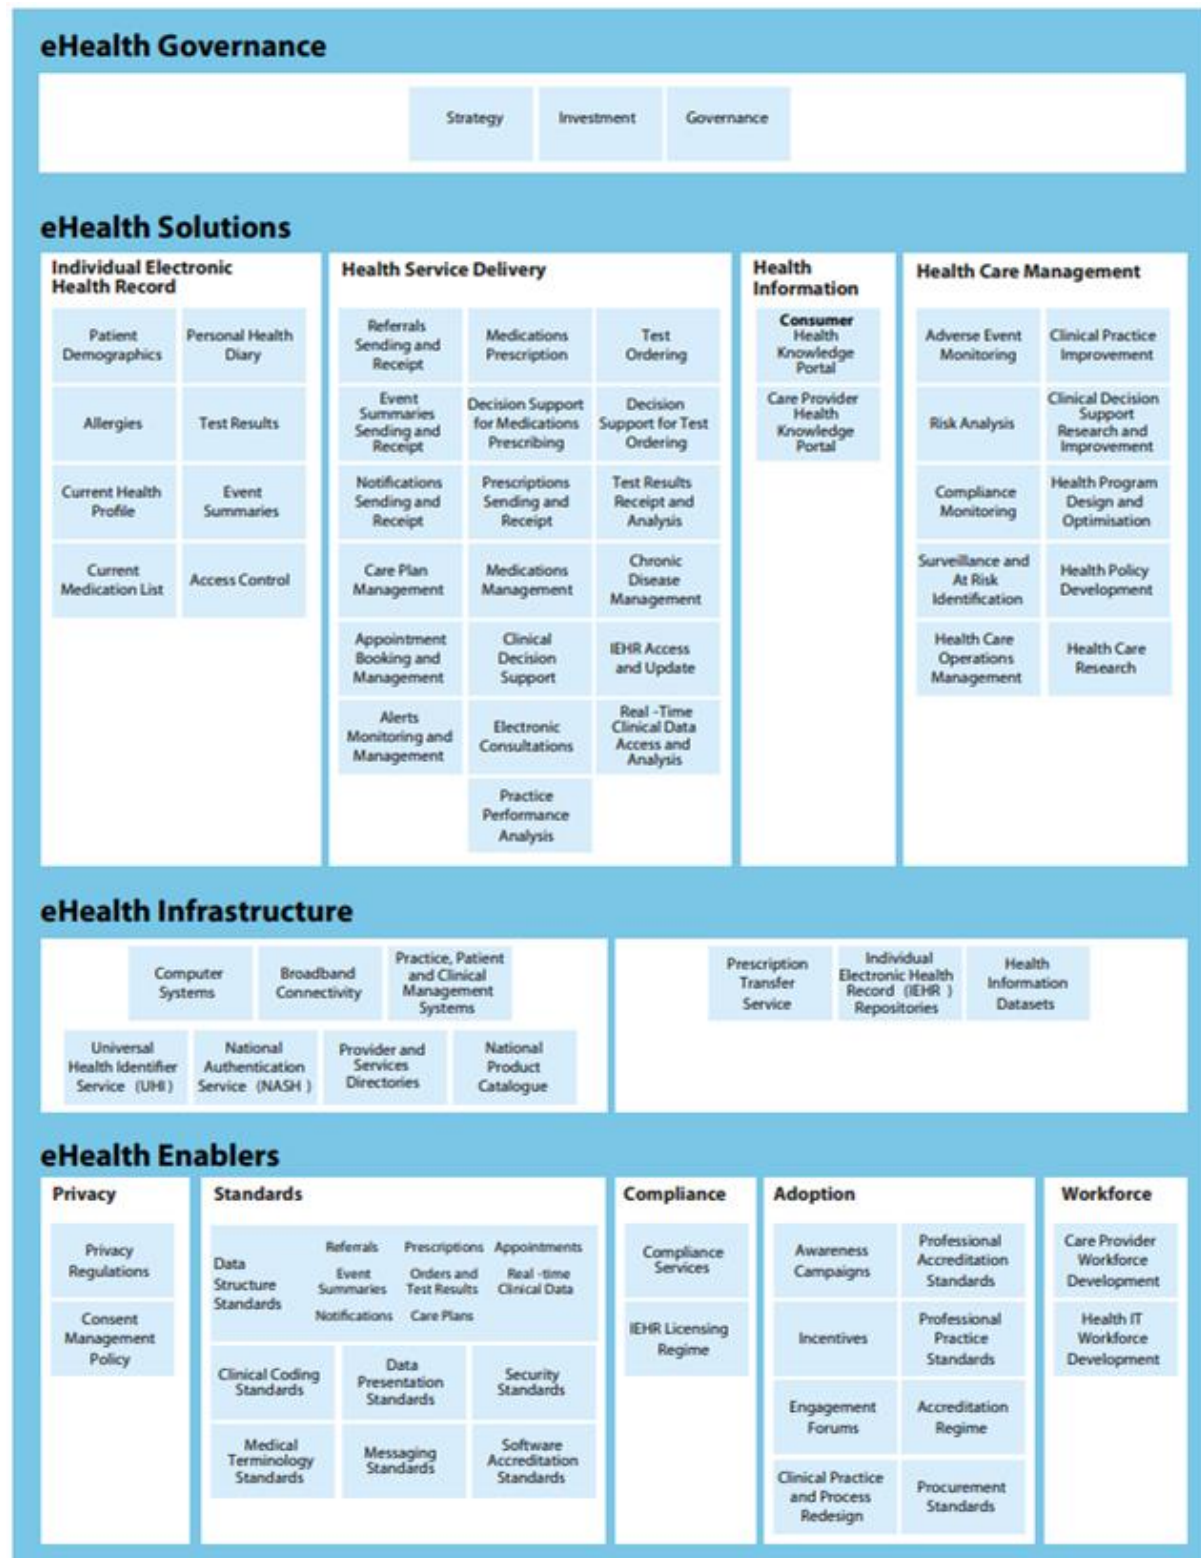 eHealth Governance
Strategy
Investment
Governance
eHealth Solutions
Individual Electronic
Health Record
Patient
Demographics
Personal Health
Diary
Allergies
Test Results
Current Health
Profile
Event
Summaries
Current
Medication List
Access Control
Health Service Delivery
Referrals
Sending and
Receipt
Medications
Prescription
Test
Ordering
Event
Summaries
Sending and
Receipt
Decision Support
for Medications
Prescribing
Decision
Support for Test
Ordering
Notifications
Sending and
Receipt
Prescriptions
Sending and
Receipt
Test Results
Receipt and
Analysis
Care Plan
Management
Medications
Management
Chronic
Disease
Management
Appointment
Booking and
Management
Clinical
Decision
Support
IEHR Access
and Update
Alerts
Monitoring and
Management
Electronic
Consultations
Real -Time
Clinical Data
Access and
Analysis
Practice
Performance
Analysis
Health
Information
Consumer
Health
Knowledge
Portal
Care Provider
Health
Knowledge
Portal
Health Care Management
Adverse Event
Monitoring
Clinical Practice
Improvement
Risk Analysis
Clinical Decision
Support
Research and
Improvement
Compliance
Monitoring
Health Program
Design and
Optimisation
Surveillance and
At Risk
Identification
Health Policy
Development
Health Care
Operations
Management
Health Care
Research
eHealth Infrastructure
Computer
Systems
Broadband
Connectivity
Practice, Patient
and Clinical
Management
Systems
Universal
Health Identifier
Service (UHI)
National
Authentication
Service (NASH )
Provider and
Services
Directories
National
Product
Catalogue
Prescription
Transfer
Service
Individual
Electronic Health
Record (IEHR )
Repositories
Health
Information
Datasets
eHealth Enablers
Privacy
Privacy
Regulations
Consent
Management
Policy
Standards
Data
Structure
Standards
Referrals
Prescriptions
Appointments
Event
Summaries
Orders and
Test Results
Real -time
Clinical Data
Notifications
Care Plans
Clinical Coding
Standards
Data
Presentation
Standards
Security
Standards
Medical
Terminology
Standards
Messaging
Standards
Software
Accreditation
Standards
Compliance
Compliance
Services
IEHR Licensing
Regime
Adoption
Awareness
Campaigns
Professional
Accreditation
Standards
Incentives
Professional
Practice
Standards
Engagement
Forums
Accreditation
Regime
Clinical Practice
and Process
Redesign
Procurement
Standards
Workforce
Care Provider
Workforce
Development
Health IT
Workforce
Development